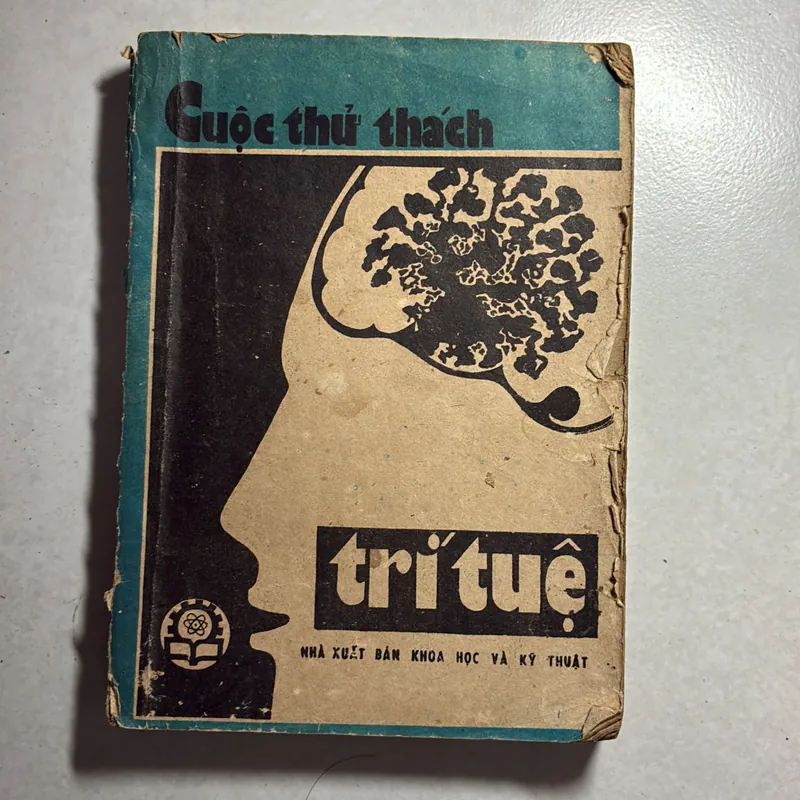 Cuộc thử thách
trí tuệ
NHÀ XUẤT BẢN KHOA HỌC VÀ KỸ THUẬT